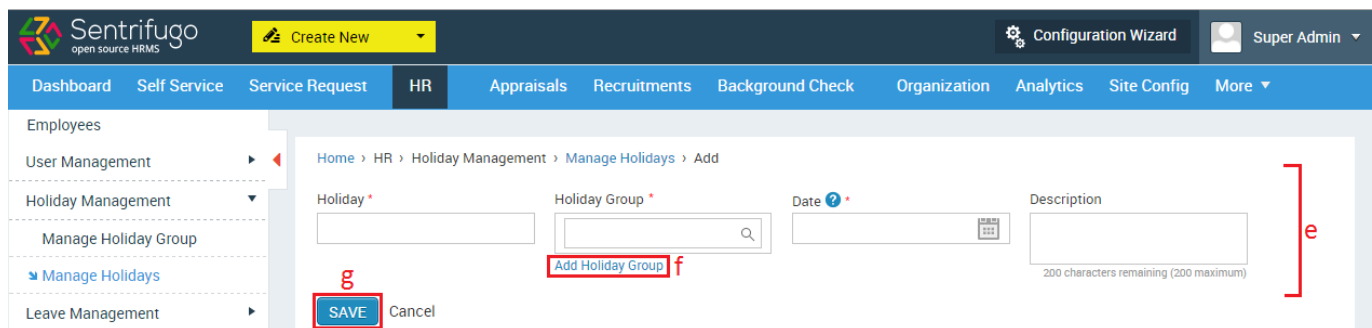 Sentrifugo
open source HRMS
Create New
Configuration Wizard
Super Admin
Dashboard Self Service Service Request HR Appraisals Recruitments Background Check Organization Analytics Site Config More
Employees
User Management
Home › HR › Holiday Management › Manage Holidays › Add
Holiday Management
Holiday * Holiday Group * Date ? * Description
Manage Holiday Group
e
Add Holiday Group f
Manage Holidays
200 characters remaining (200 maximum)
g
Leave Management
SAVE Cancel